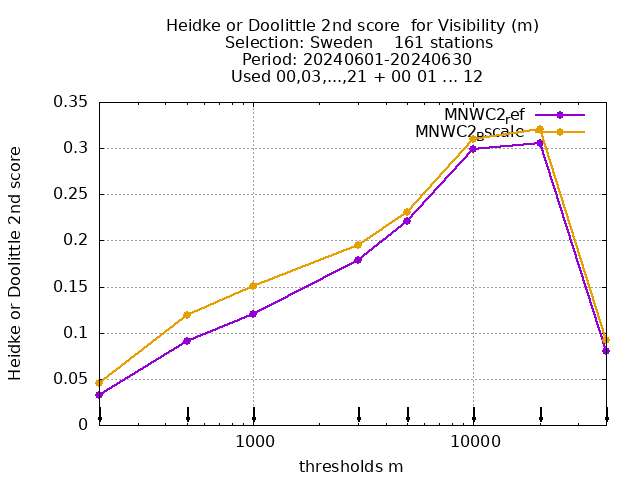 Heidke or Doolittle 2nd score  for Visibility (m)
Selection: Sweden    161 stations
Period: 20240601-20240630
Used 00,03,...,21 + 00 01 ... 12
MNWC2ref
MNWC2Bscale
0.35
0.3
0.25
0.2
0.15
0.1
0.05
0
Heidke or Doolittle 2nd score
1000
10000
thresholds m